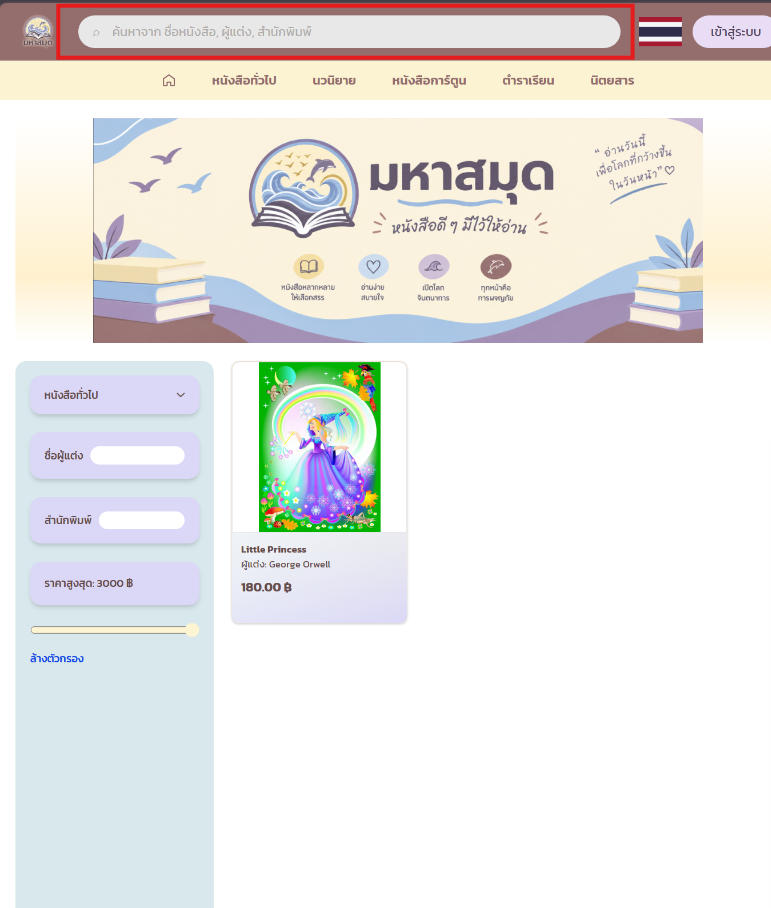 มหาสมุด
ค้นหาจาก ชื่อหนังสือ, ผู้แต่ง, สำนักพิมพ์
เข้าสู่ระบบ
หนังสือทั่วไป นวนิยาย หนังสือการ์ตูน ตำราเรียน นิตยสาร
มหาสมุด
หนังสือดี ๆ มีไว้ให้อ่าน
“ อ่านวันนี้
เพื่อโลกที่กว้างขึ้น
ในวันหน้า”
หนังสือหลากหลาย
ให้เลือกสรร
อ่านง่าย
สบายใจ
เปิดโลก
จินตนาการ
ทุกหน้าคือ
การผจญภัย
หนังสือทั่วไป
ชื่อผู้แต่ง
สำนักพิมพ์
ราคาสูงสุด: 3000 ฿
ล้างตัวกรอง
Little Princess
ผู้แต่ง: George Orwell
180.00 ฿